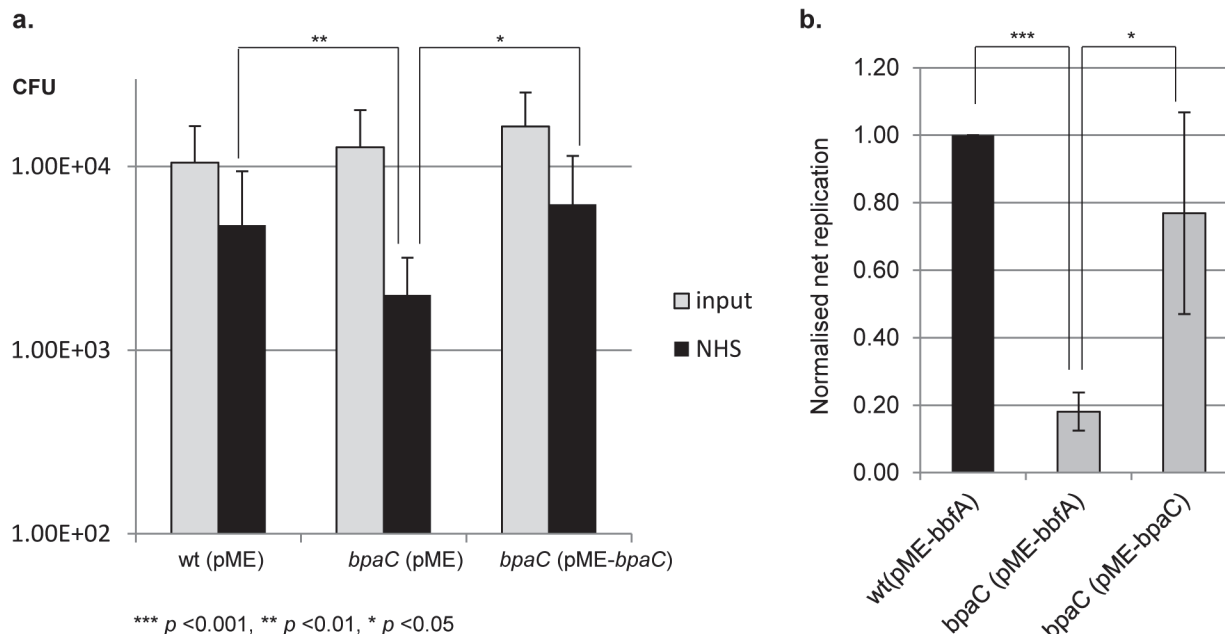 a.
**
*
CFU
1.00E+04
1.00E+03
1.00E+02
wt (pME)
bpaC (pME)
bpaC (pME-bpaC)
input
NHS
*** p <0.001, ** p <0.01, * p <0.05
b.
***
*
Normalised net replication
1.20
1.00
0.80
0.60
0.40
0.20
0.00
wt(pME-bbfA)
bpaC (pME-bbfA)
bpaC (pME-bpaC)